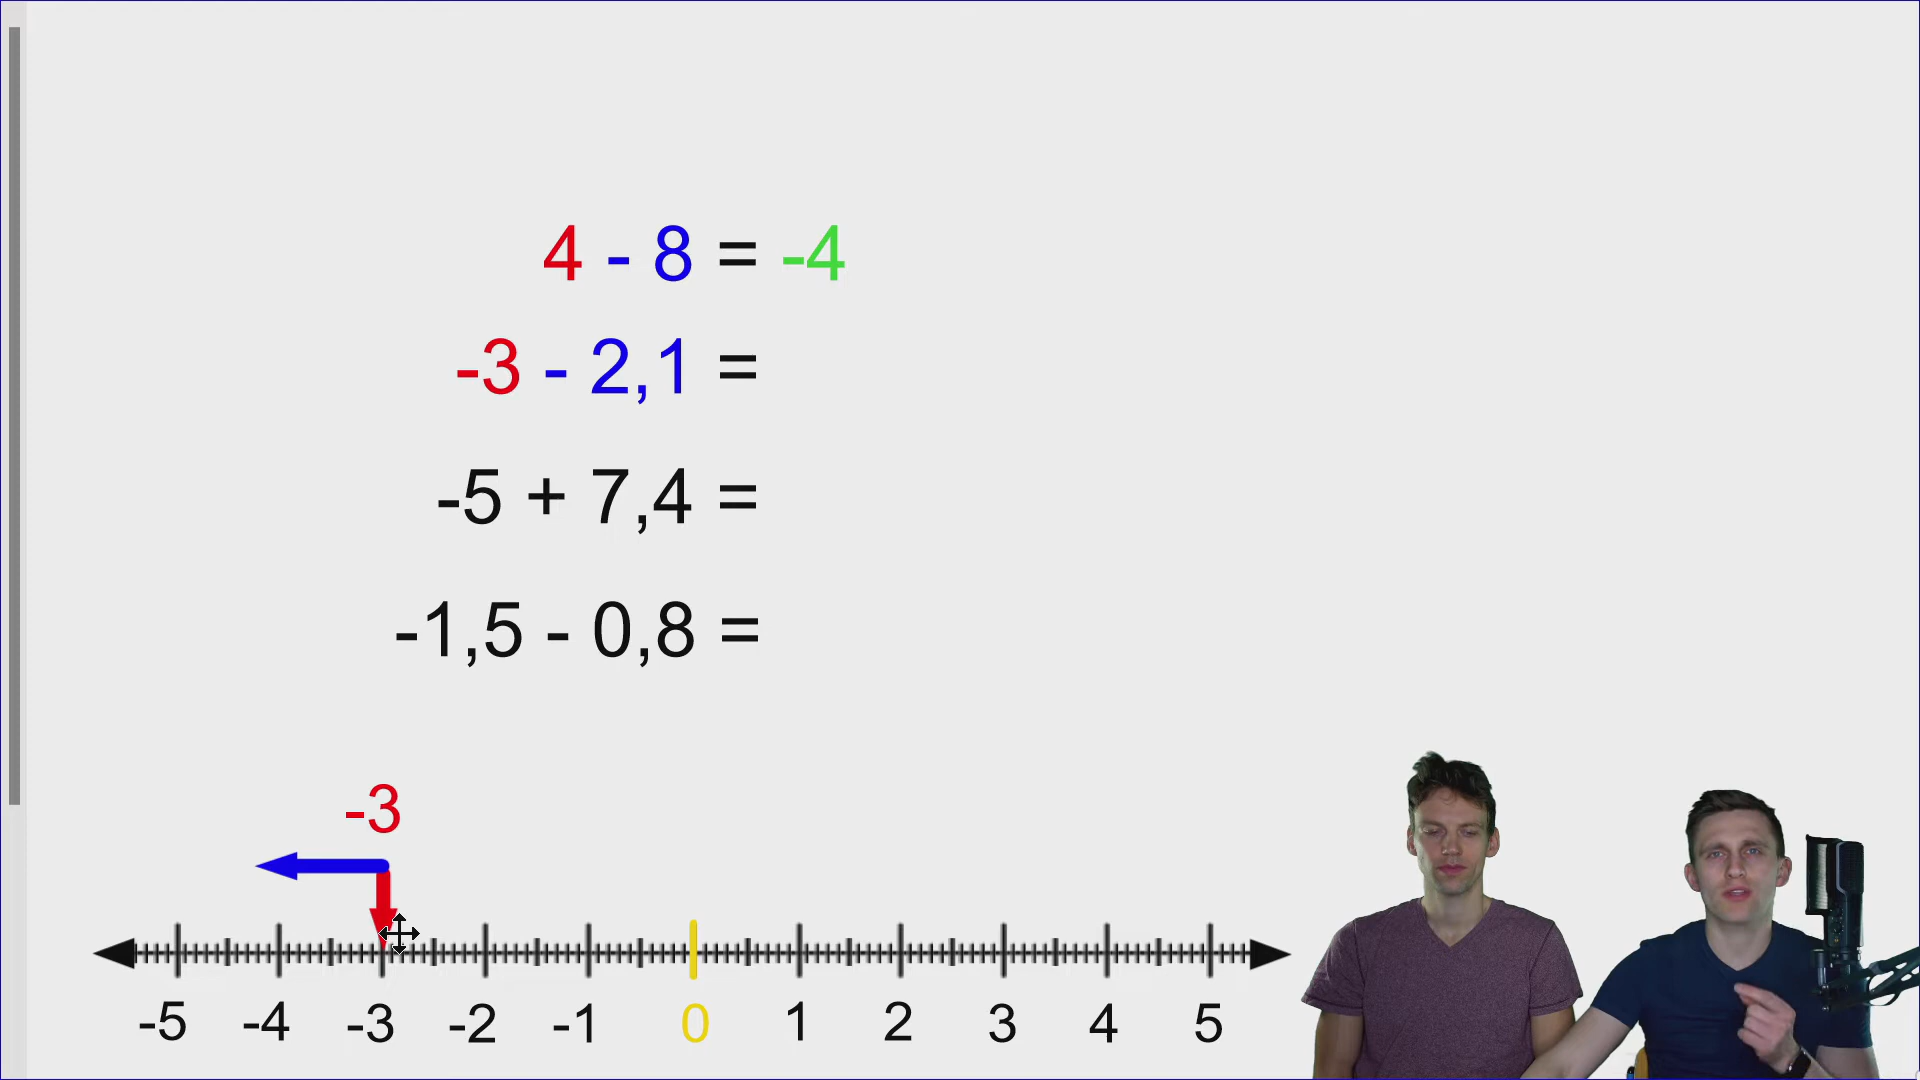 4 - 8 = -4
-3 - 2,1 =
-5 + 7,4 =
-1,5 - 0,8 =
-3
-5 -4 -3 -2 -1 0 1 2 3 4 5